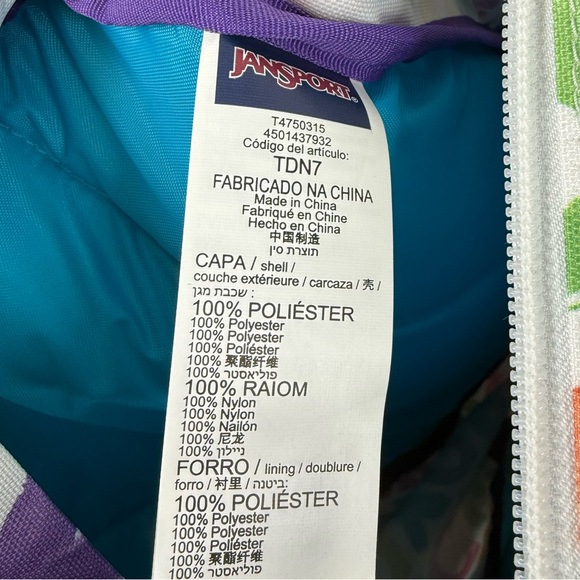 JANSPORT
T4750315
4501437932
Código del artículo:
TDN7
FABRICADO NA CHINA
Made in China
Fabriqué en Chine
Hecho en China
中国制造
תוצרת סין
CAPA / shell /
couche extérieure / carcaza / 壳 /
שכבת מגן :
100% POLIÉSTER
100% Polyester
100% Polyester
100% Poliéster
100% 聚酯纤维
100% פוליאסטר
100% RAIOM
100% Nylon
100% Nylon
100% Nailón
100% 尼龙
100% ניילון
FORRO / lining / doublure /
forro / 衬里 / בטינה:
100% POLIÉSTER
100% Polyester
100% Polyester
100% Poliéster
100% 聚酯纤维
100% פוליאסטר